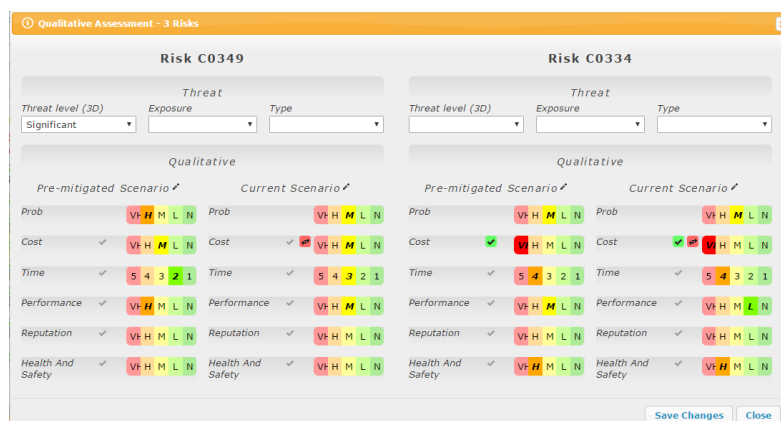 Qualitative Assessment - 3 Risks
Risk C0349 Risk C0334
Threat Threat
Threat level (3D) Exposure Type Threat level (3D) Exposure Type
Significant
Qualitative Qualitative
Pre-mitigated Scenario Current Scenario Pre-mitigated Scenario Current Scenario
Prob VH H M L N Prob VH H M L N Prob VH H M L N Prob VH H M L N
Cost VH H M L N Cost VH H M L N Cost VH H M L N Cost VH H M L N
Time 5 4 3 2 1 Time 5 4 3 2 1 Time 5 4 3 2 1 Time 5 4 3 2 1
Performance VH H M L N Performance VH H M L N Performance VH H M L N Performance VH H M L N
Reputation VH H M L N Reputation VH H M L N Reputation VH H M L N Reputation VH H M L N
Health And VH H M L N Health And VH H M L N Health And VH H M L N Health And VH H M L N
Safety Safety Safety Safety
Save Changes Close